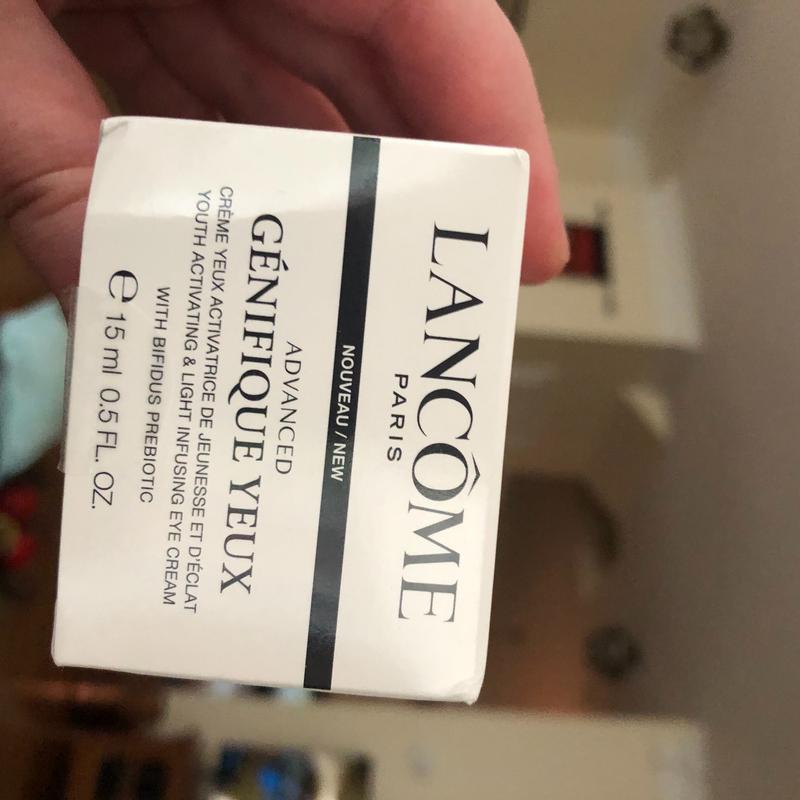 LANCÔME
PARIS
NOUVEAU / NEW
ADVANCED
GÉNIFIQUE YEUX
CRÈME YEUX ACTIVATRICE DE JEUNESSE ET D'ÉCLAT
YOUTH ACTIVATING & LIGHT INFUSING EYE CREAM
WITH BIFIDUS PREBIOTIC
℮ 15 ml 0.5 FL. OZ.